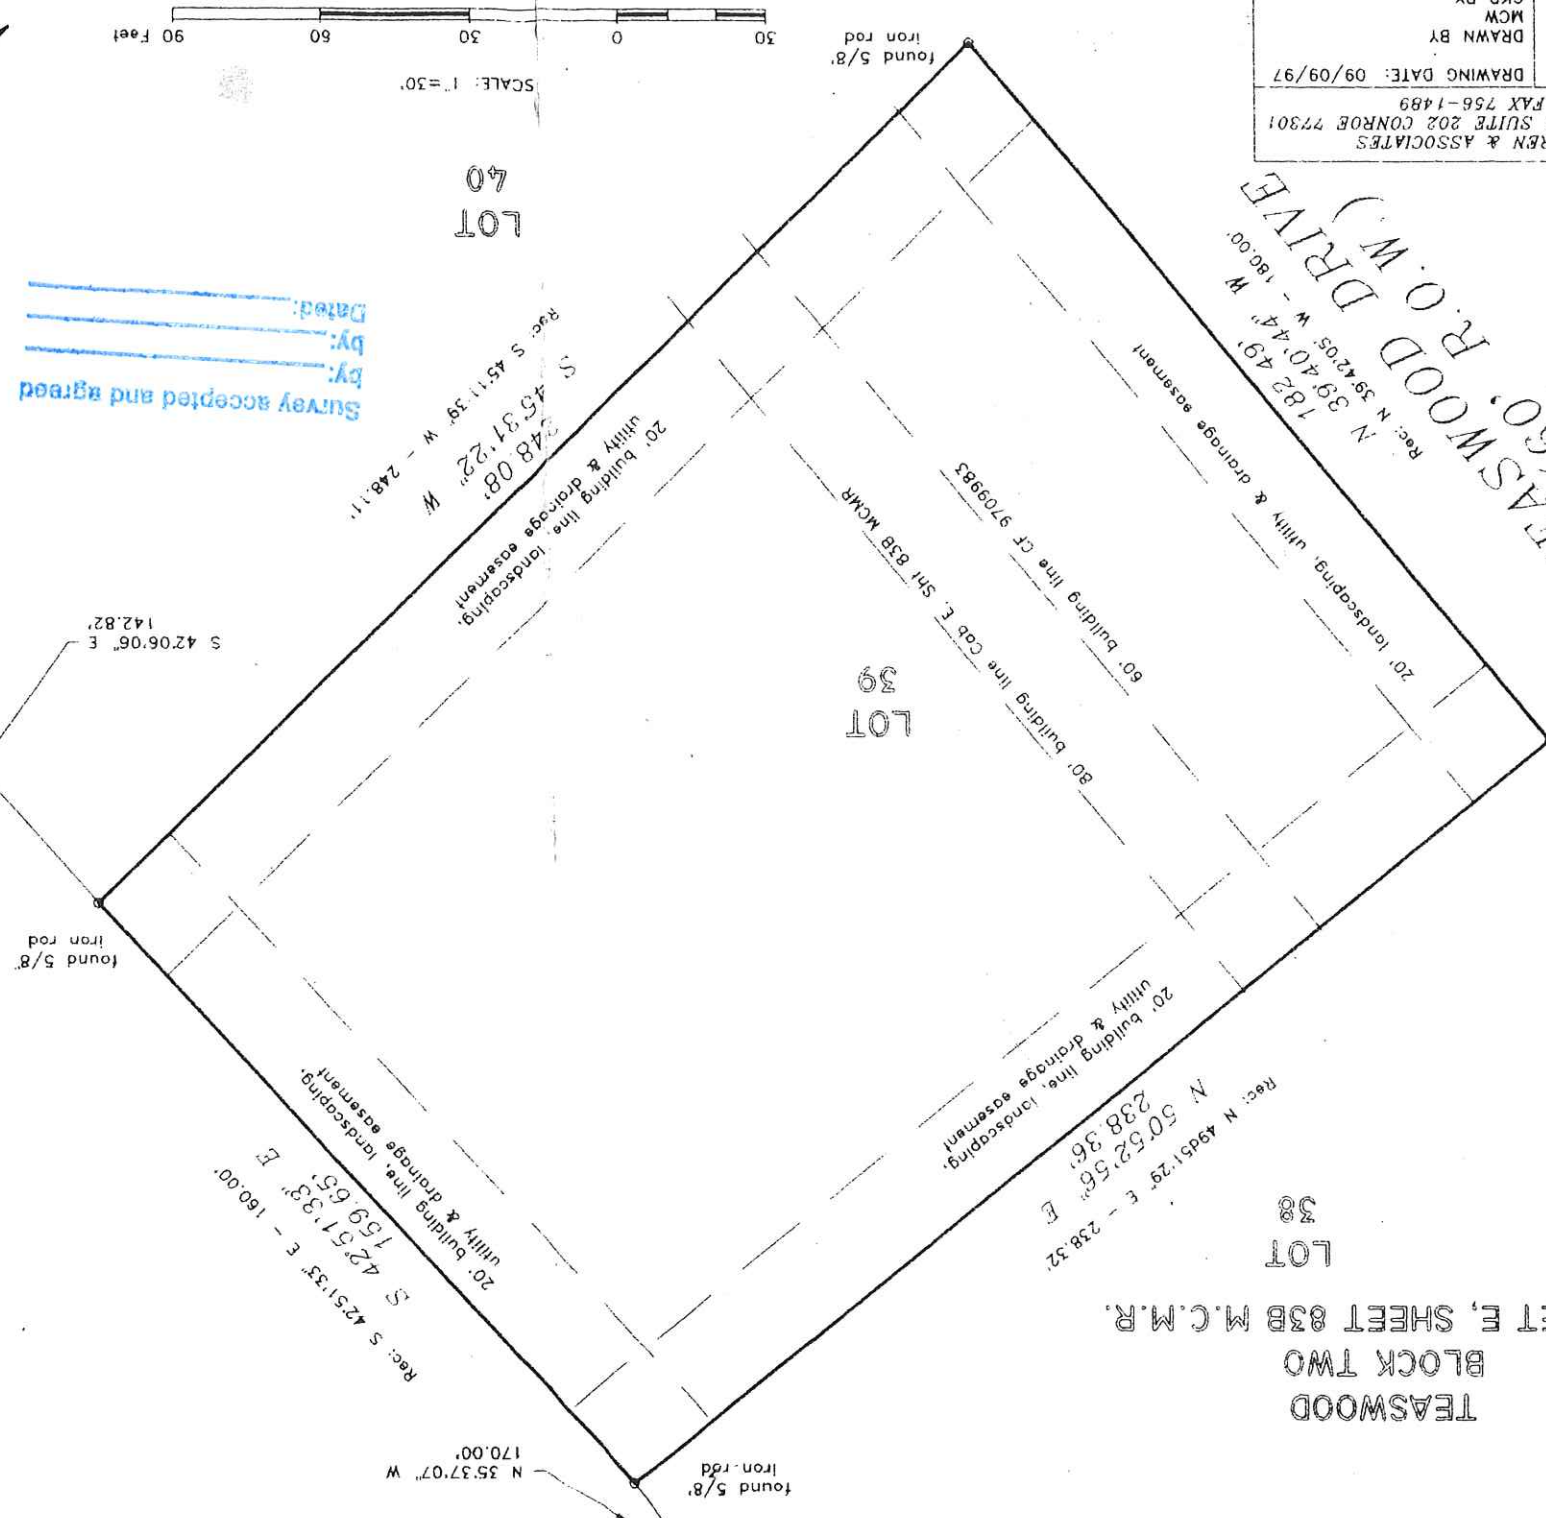 TEASWOOD
BLOCK TWO
ET E, SHEET 83B M.C.M.R.
LOT
38
found 5/8'
iron rod
N 35°37'07" W
170.00'
Rec: N 49d51'29" E - 238.32'
N 50°52'56" E
238.36'
20' building line, landscaping,
utility & drainage easement
Rec: S 42°51'33" E - 160.00'
S 42°51'33" E
159.65'
20' building line, landscaping,
utility & drainage easement
found 5/8"
iron rod
S 42°06'06" E
142.82'
LOT
39
80' building line Cab E, Sht 83B MCMR
60' building line CF 9709983
20' landscaping, utility & drainage easement
TEASWOOD DRIVE
60' R.O.W.)
Rec: N 39°42'05" W - 180.00'
N 39°40'44" W
182.49'
20' building line, landscaping,
utility & drainage easement
S 45°31'22" W
248.08'
Rec: S 45°11'39" W - 248.11'
Survey accepted and agreed
by:
by:
Dated:
LOT
40
SCALE: 1"=30'
30 0 30 60 90 Feet
found 5/8'
iron rod
REN & ASSOCIATES
SUITE 202 CONROE 77301
FAX 756-1489
DRAWING DATE: 09/09/97
DRAWN BY
MCW
CKD BY